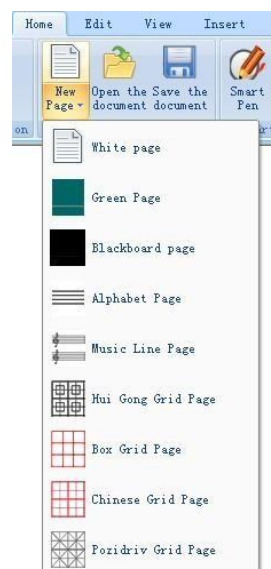 Home Edit View Insert
New Open the Save the Smart
Page document document Pen
on
White page
Green Page
Blackboard page
Alphabet Page
Music Line Page
Hui Gong Grid Page
Box Grid Page
Chinese Grid Page
Pozidriv Grid Page